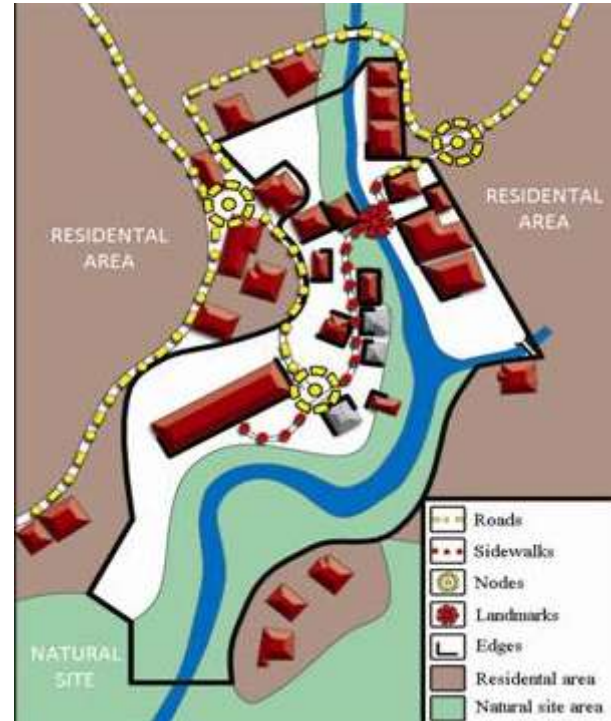 RESIDENTAL
AREA
RESIDENTAL
AREA
NATURAL
SITE
Roads
Sidewalks
Nodes
Landmarks
Edges
Residental area
Natural site area